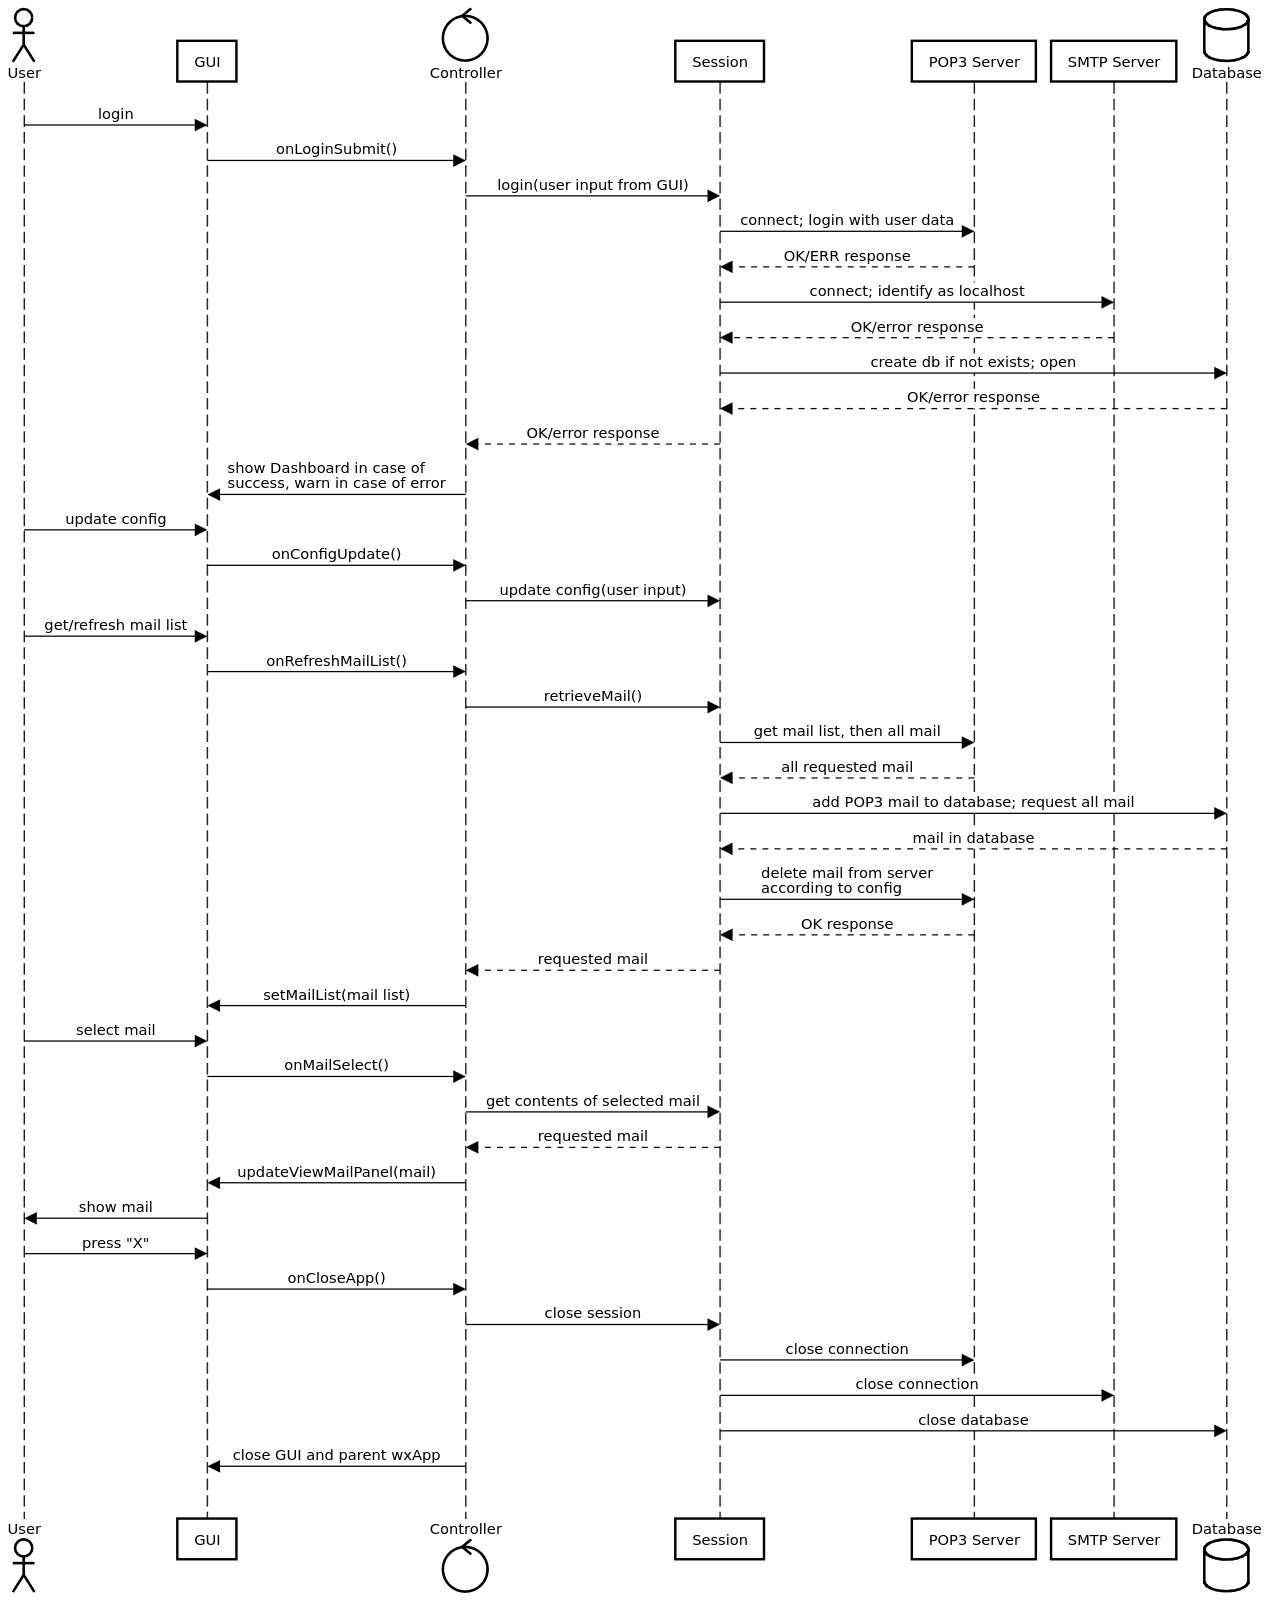 User
GUI
Controller
Session
POP3 Server
SMTP Server
Database
login
onLoginSubmit()
login(user input from GUI)
connect; login with user data
OK/ERR response
connect; identify as localhost
OK/error response
create db if not exists; open
OK/error response
OK/error response
show Dashboard in case of
success, warn in case of error
update config
onConfigUpdate()
update config(user input)
get/refresh mail list
onRefreshMailList()
retrieveMail()
get mail list, then all mail
all requested mail
add POP3 mail to database; request all mail
mail in database
delete mail from server
according to config
OK response
requested mail
setMailList(mail list)
select mail
onMailSelect()
get contents of selected mail
requested mail
updateViewMailPanel(mail)
show mail
press "X"
onCloseApp()
close session
close connection
close connection
close database
close GUI and parent wxApp
User
GUI
Controller
Session
POP3 Server
SMTP Server
Database